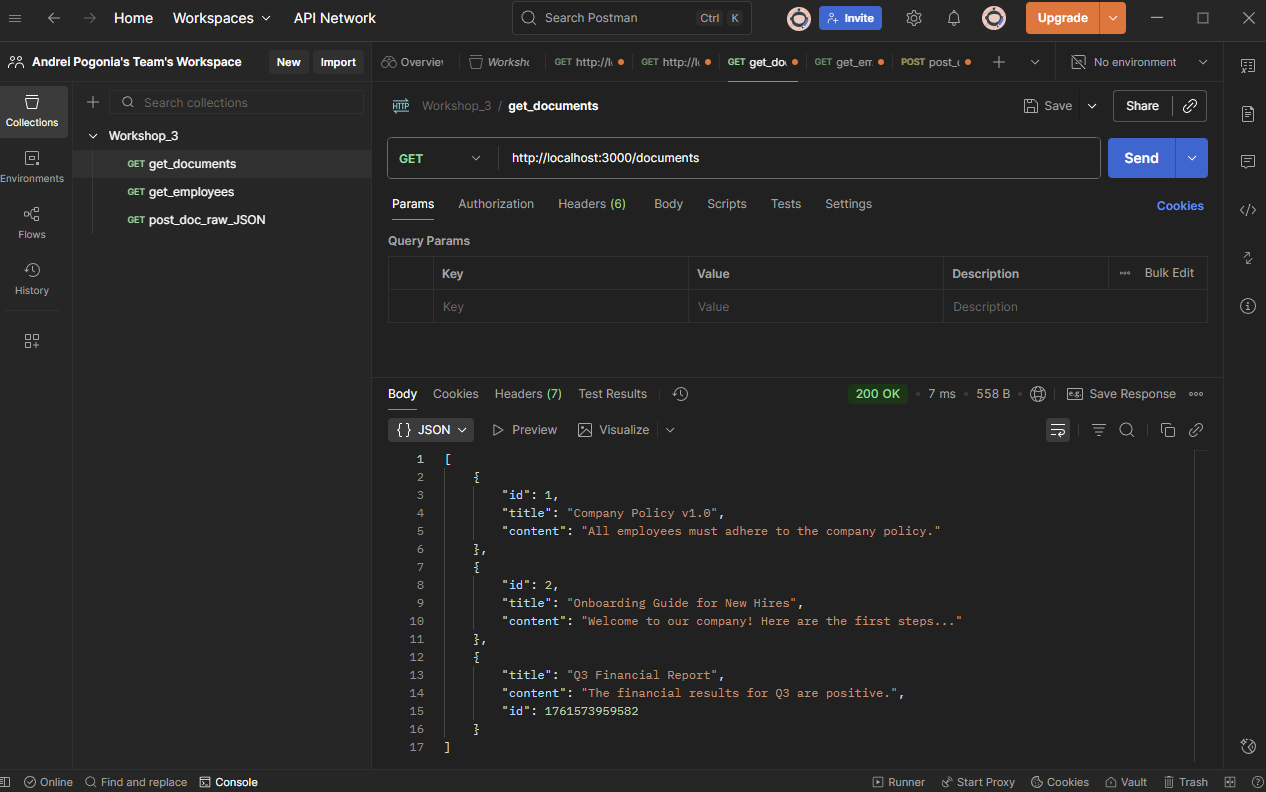 Home Workspaces API Network Search Postman Ctrl K Invite Upgrade
Andrei Pogonia's Team's Workspace New Import
Overview Worksho GET http://l GET http://l GET get_do GET get_em POST post_ No environment
Collections
Environments
Flows
History
Search collections
Workshop_3
GET get_documents
GET get_employees
GET post_doc_raw_JSON
Workshop_3 / get_documents Save Share
GET http://localhost:3000/documents Send
Params Authorization Headers (6) Body Scripts Tests Settings Cookies
Query Params
Key Value Description Bulk Edit
Key Value Description
Body Cookies Headers (7) Test Results 200 OK 7 ms 558 B Save Response
{} JSON Preview Visualize
1 [
2 {
3 "id": 1,
4 "title": "Company Policy v1.0",
5 "content": "All employees must adhere to the company policy."
6 },
7 {
8 "id": 2,
9 "title": "Onboarding Guide for New Hires",
10 "content": "Welcome to our company! Here are the first steps..."
11 },
12 {
13 "title": "Q3 Financial Report",
14 "content": "The financial results for Q3 are positive.",
15 "id": 1761573959582
16 }
17 ]
Online Find and replace Console Runner Start Proxy Cookies Vault Trash